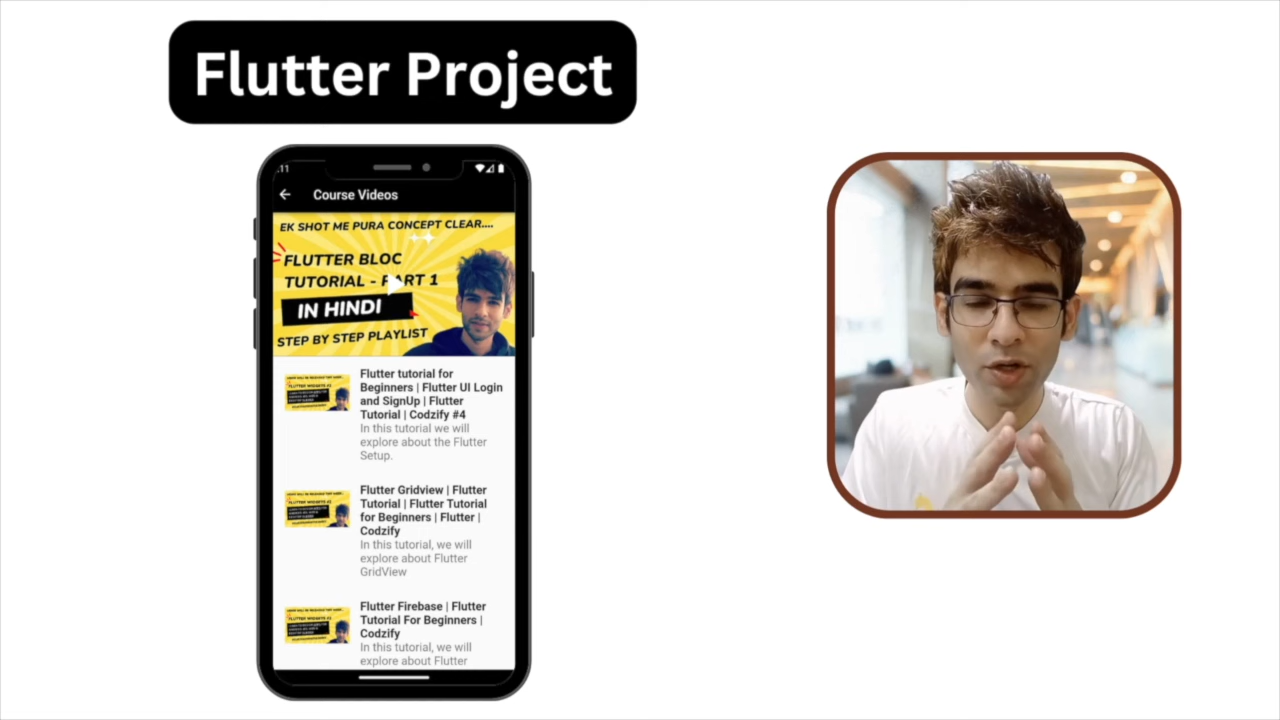 Flutter Project
:11
Course Videos
EK SHOT ME PURA CONCEPT CLEAR....
FLUTTER BLOC
TUTORIAL - PART 1
IN HINDI
STEP BY STEP PLAYLIST
Flutter tutorial for
Beginners | Flutter UI Login
and SignUp | Flutter
Tutorial | Codzify #4
In this tutorial we will
explore about the Flutter
Setup.
Flutter Gridview | Flutter
Tutorial | Flutter Tutorial
for Beginners | Flutter |
Codzify
In this tutorial, we will
explore about Flutter
GridView
Flutter Firebase | Flutter
Tutorial For Beginners |
Codzify
In this tutorial, we will
explore about Flutter